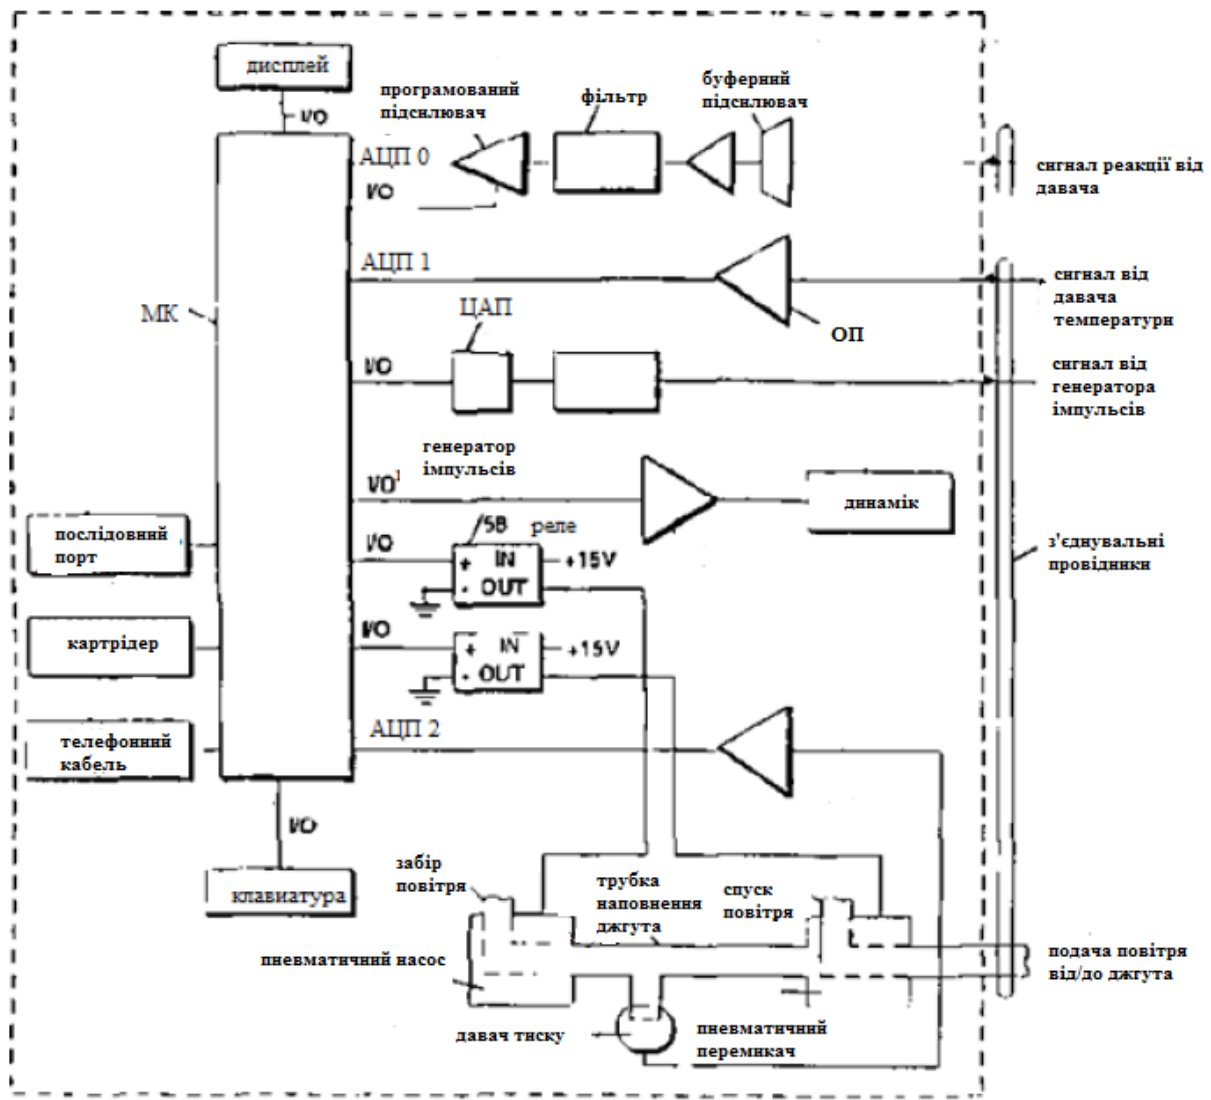 дисплей
I/O
програмований
підсилювач
фільтр
буферний
підсилювач
АЦП 0
I/O
сигнал реакції від
давача
АЦП 1
сигнал від
давача
температури
МК
ЦАП
ОП
I/O
сигнал від
генератора
імпульсів
генератор
імпульсів
I/O
динамік
послідовний
порт
I/O
5В
реле
+ IN
+15V
- OUT
з'єднувальні
провідники
картрідер
I/O
+ IN
+15V
- OUT
АЦП 2
телефонний
кабель
I/O
клавиатура
забір
повітря
трубка
наповнення
джгута
спуск
повітря
пневматичний насос
подача повітря
від/до джгута
давач тиску
пневматичний
перемикач